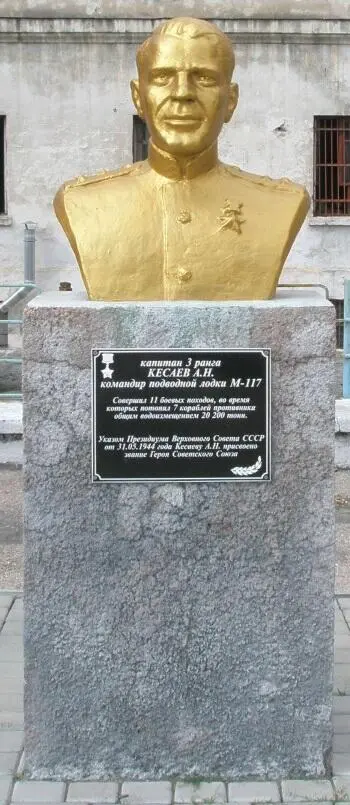 капитан 3 ранга
КЕСАЕВ А.Н.
командир подводной лодки М-117
Совершил 11 боевых походов, во время
которых потопил 7 кораблей противника
общим водоизмещением 20 200 тонн.
Указом Президиума Верховного Совета СССР
от 31.05.1944 года Кесаеву А.Н. присвоено
звание Героя Советского Союза